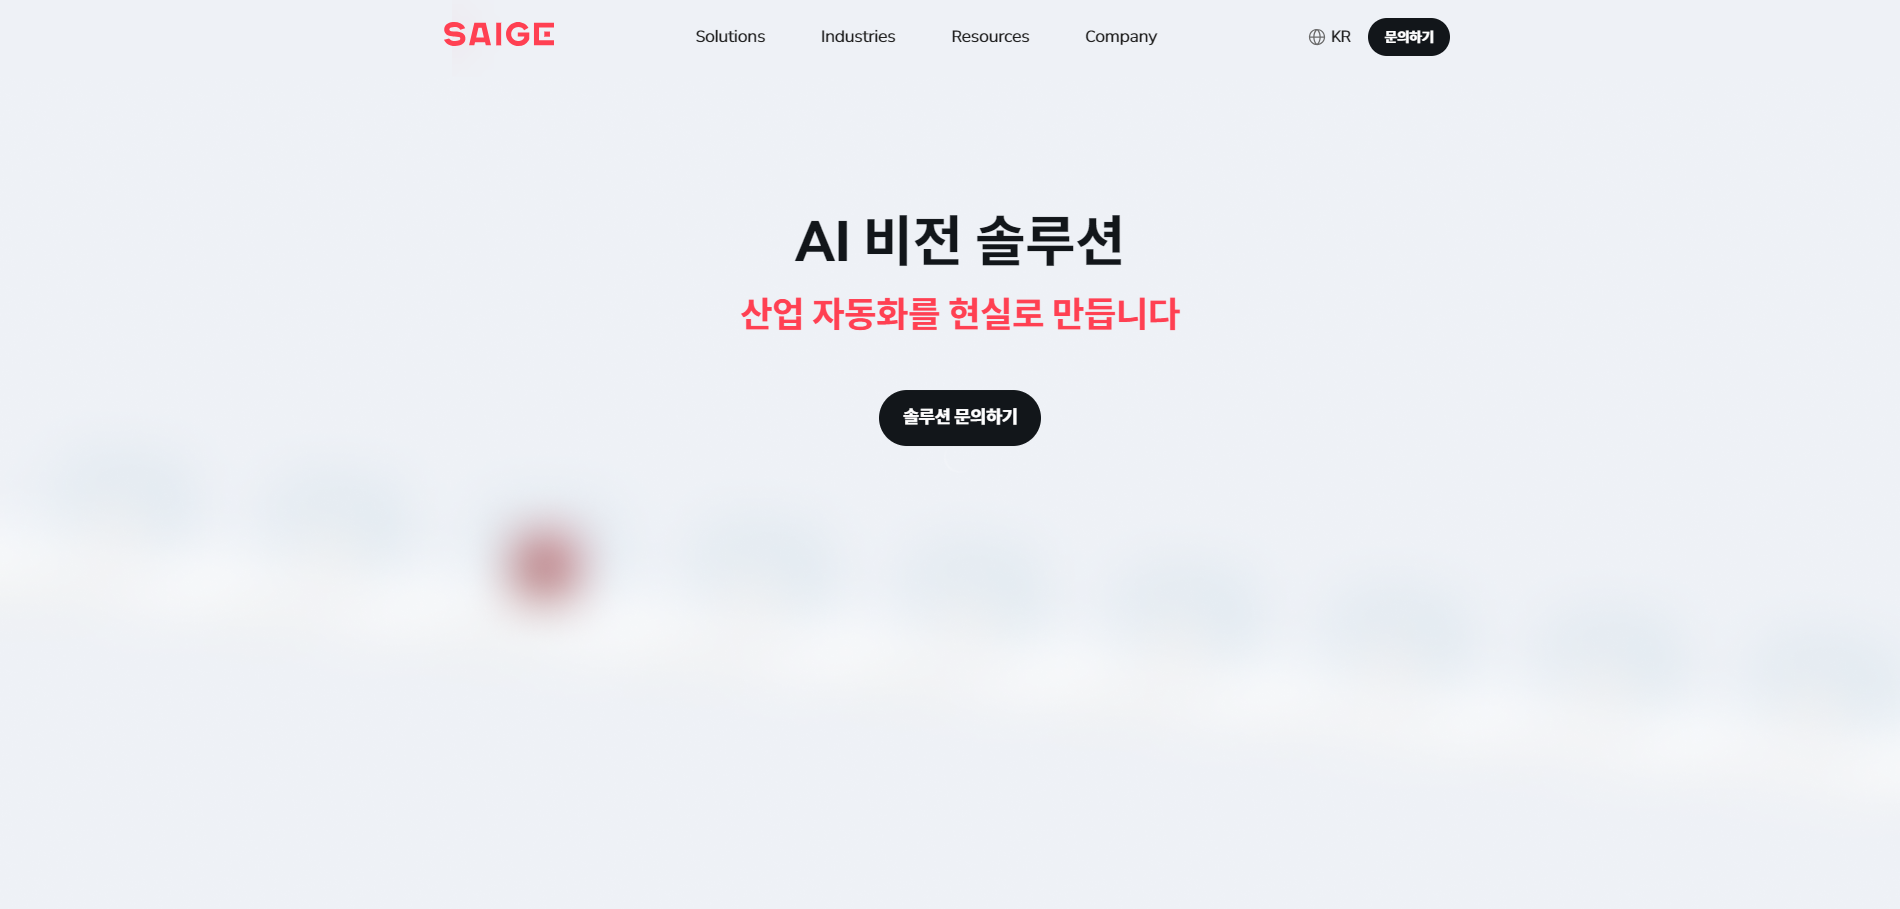 SAIGE
Solutions
Industries
Resources
Company
KR
문의하기
AI 비전 솔루션
산업 자동화를 현실로 만듭니다
솔루션 문의하기